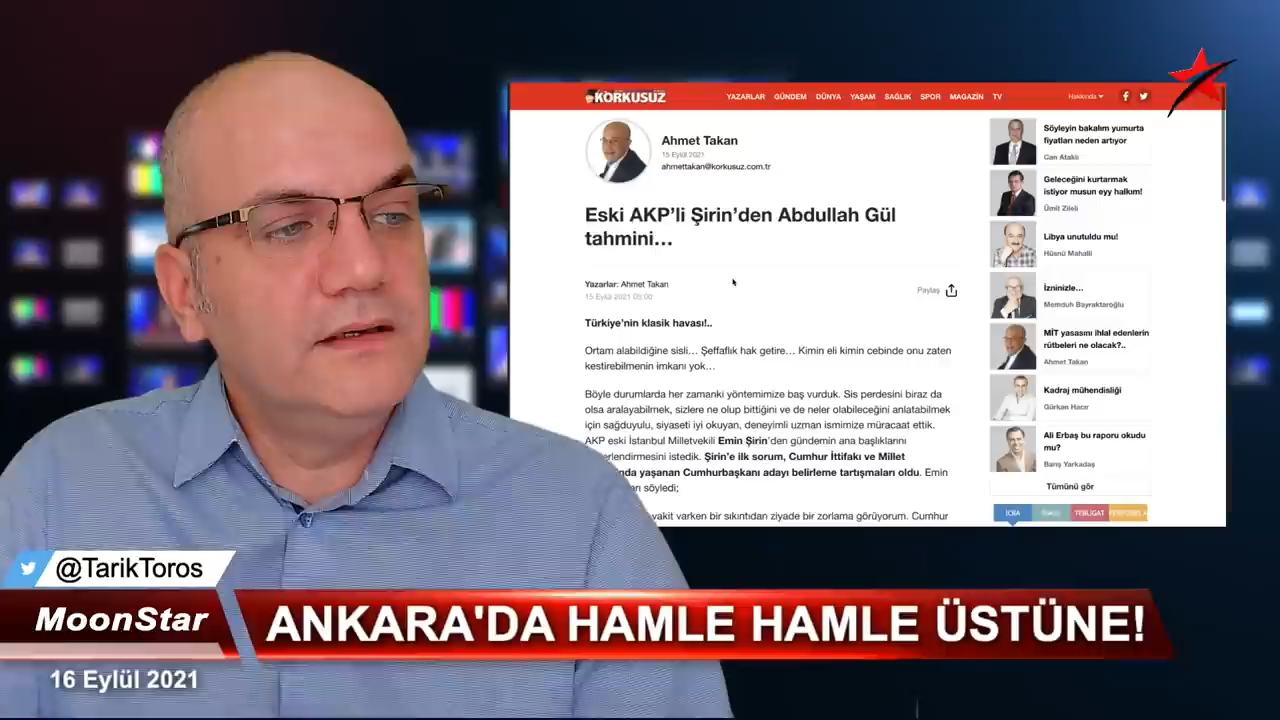 KORKUSUZ
YAZARLAR GÜNDEM DÜNYA YAŞAM SAĞLIK SPOR MAGAZİN TV
Hakkında
Ahmet Takan
15 Eylül 2021
ahmettakan@korkusuz.com.tr
Eski AKP'li Şirin'den Abdullah Gül
tahmini...
Yazarlar: Ahmet Takan
15 Eylül 2021 05:00
Paylaş
Türkiye'nin klasik havası!..
Ortam alabildiğine sisli... Şeffaflık hak getire... Kimin eli kimin cebinde onu zaten
kestirebilmenin imkanı yok...
Böyle durumlarda her zamanki yöntemimize baş vurduk. Sis perdesini biraz da
olsa aralayabilmek, sizlere ne olup bittiğini ve de neler olabileceğini anlatabilmek
için sağduyulu, siyaseti iyi okuyan, deneyimli uzman ismimize müracaat ettik.
AKP eski İstanbul Milletvekili Emin Şirin'den gündemin ana başlıklarını
erlendirmesini istedik. Şirin'e ilk sorum, Cumhur İttifakı ve Millet
nda yaşanan Cumhurbaşkanı adayı belirleme tartışmaları oldu. Emin
söyledi;
vakit varken bir sıkıntıdan ziyade bir zorlama görüyorum. Cumhur
Söyleyin bakalım yumurta
fiyatları neden artıyor
Can Ataklı
Geleceğini kurtarmak
istiyor musun eyy halkım!
Ümit Zileli
Libya unutuldu mu!
Hüsnü Mahalli
İzninizle...
Memduh Bayraktaroğlu
MİT yasasını ihlal edenlerin
rütbeleri ne olacak?..
Ahmet Takan
Kadraj mühendisliği
Gürkan Hacır
Ali Erbaş bu raporu okudu
mu?
Barış Yarkadaş
Tümünü gör
İCRA
TEBLİGAT
@TarikToros
MoonStar
ANKARA'DA HAMLE HAMLE ÜSTÜNE!
16 Eylül 2021